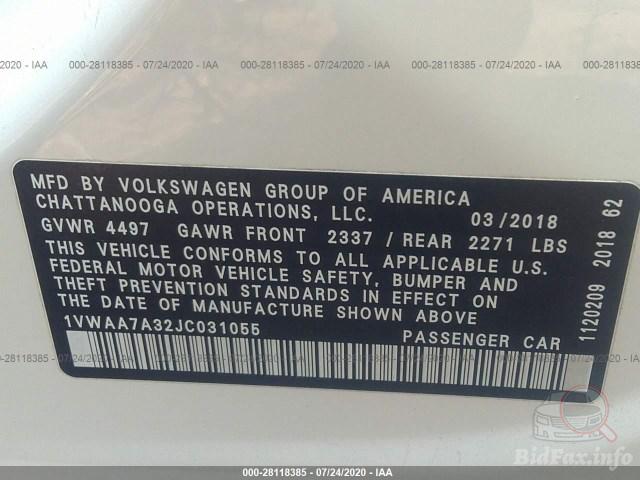 7/24/2020 - IAA 000-28118385 - 07/24/2020 - IAA 000-28118385 - 07/24/2020 - IAA 000-28118385
MFD BY VOLKSWAGEN GROUP OF AMERICA
CHATTANOOGA OPERATIONS, LLC. 03/2018
GVWR 4497 GAWR FRONT 2337 / REAR 2271 LBS
THIS VEHICLE CONFORMS TO ALL APPLICABLE U.S.
FEDERAL MOTOR VEHICLE SAFETY, BUMPER AND
THEFT PREVENTION STANDARDS IN EFFECT ON
THE DATE OF MANUFACTURE SHOWN ABOVE
1VWAA7A32JC031055 PASSENGER CAR
1120209 2018 62
000-28118385 - 07/24/2020 - IAA
BidFax.info
000-28118385 - 07/24/2020 - IAA